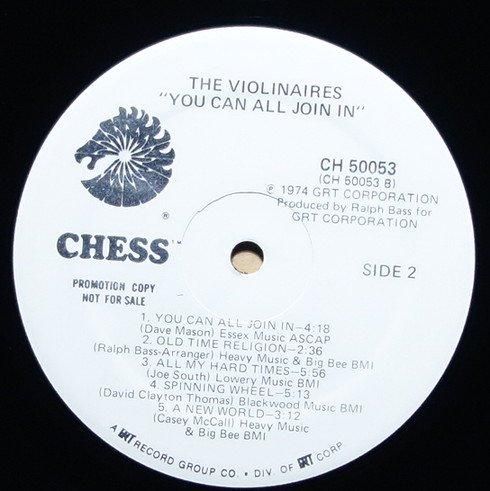 THE VIOLINAIRES
"YOU CAN ALL JOIN IN"
CH 50053
(CH 50053 B)
℗ 1974 GRT CORPORATION
Produced by Ralph Bass for
GRT CORPORATION
®
CHESS™
SIDE 2
PROMOTION COPY
NOT FOR SALE
1. YOU CAN ALL JOIN IN—4:18
(Dave Mason) Essex Music ASCAP
2. OLD TIME RELIGION—2:36
(Ralph Bass-Arranger) Heavy Music & Big Bee BMI
3. ALL MY HARD TIMES—5:56
(Joe South) Lowery Music BMI
4. SPINNING WHEEL—5:13
(David Clayton Thomas) Blackwood Music BMI
5. A NEW WORLD—3:12
(Casey McCall) Heavy Music
& Big Bee BMI
A GRT RECORD GROUP CO. • DIV. OF GRT CORP.